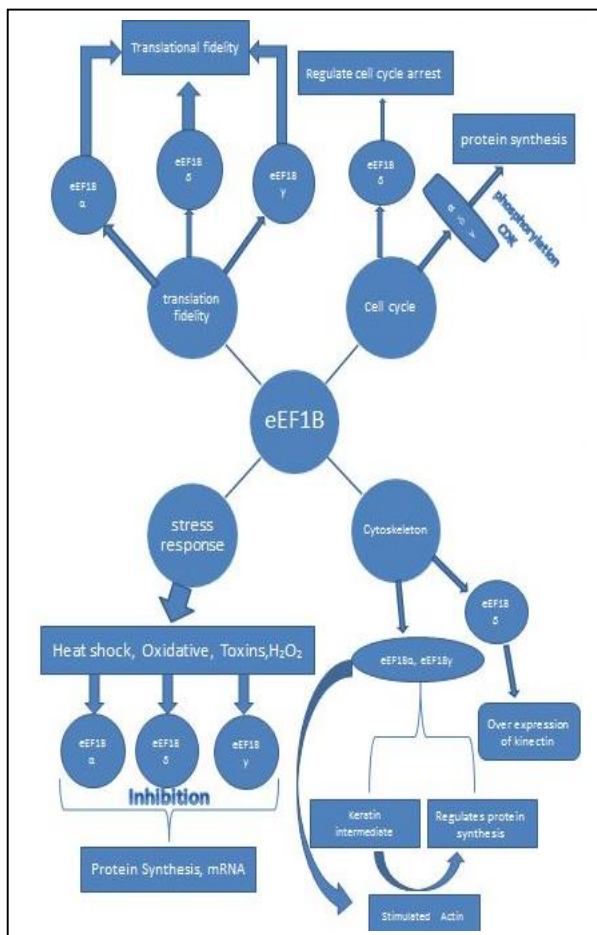 Translational fidelity
Regulate cell cycle arrest
protein synthesis
eEF1B
α
eEF1B
δ
eEF1B
γ
eEF1B
δ
α
δ
γ
phosphorylation
CDK
translation
fidelity
Cell cycle
eEF1B
stress
response
Cytoskeleton
eEF1B
δ
Heat shock, Oxidative, Toxins,H₂O₂
eEF1Bα, eEF1Bγ
eEF1B
α
eEF1B
δ
eEF1B
γ
Inhibition
Over expression
of kinectin
Keratin
intermediate
Regulates protein
synthesis
Protein Synthesis, mRNA
Stimulated Actin